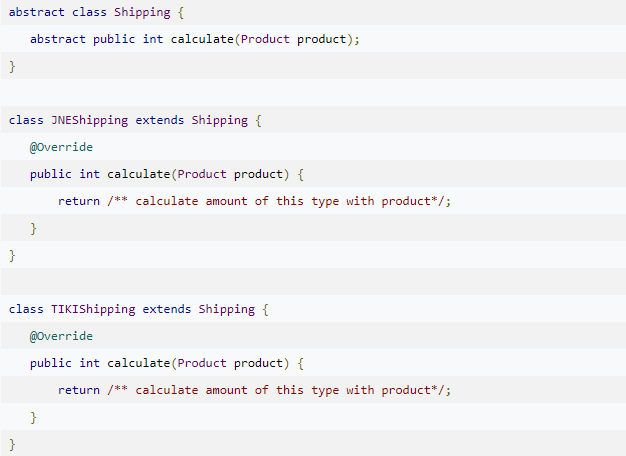 abstract class Shipping {
abstract public int calculate(Product product);
}
class JNEShipping extends Shipping {
@Override
public int calculate(Product product) {
return /** calculate amount of this type with product*/;
}
}
class TIKIShipping extends Shipping {
@Override
public int calculate(Product product) {
return /** calculate amount of this type with product*/;
}
}